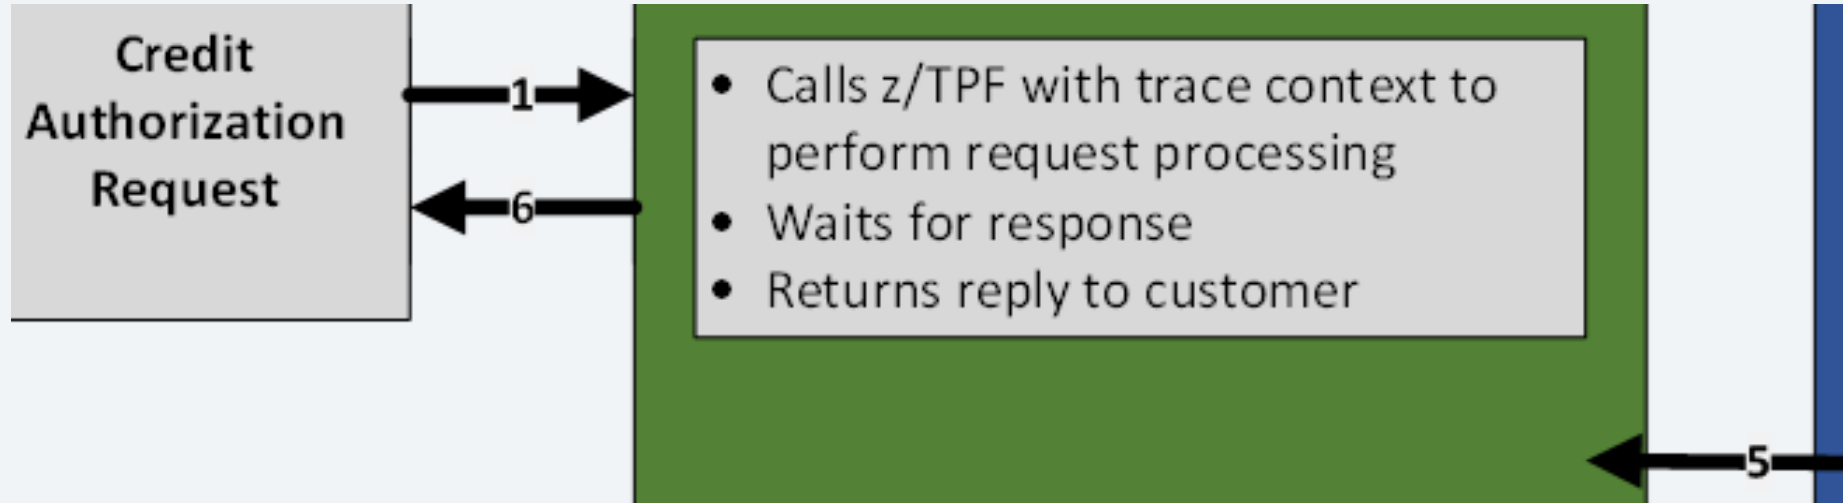 Credit
Authorization
Request
1
6
• Calls z/TPF with trace context to
perform request processing
• Waits for response
• Returns reply to customer
5